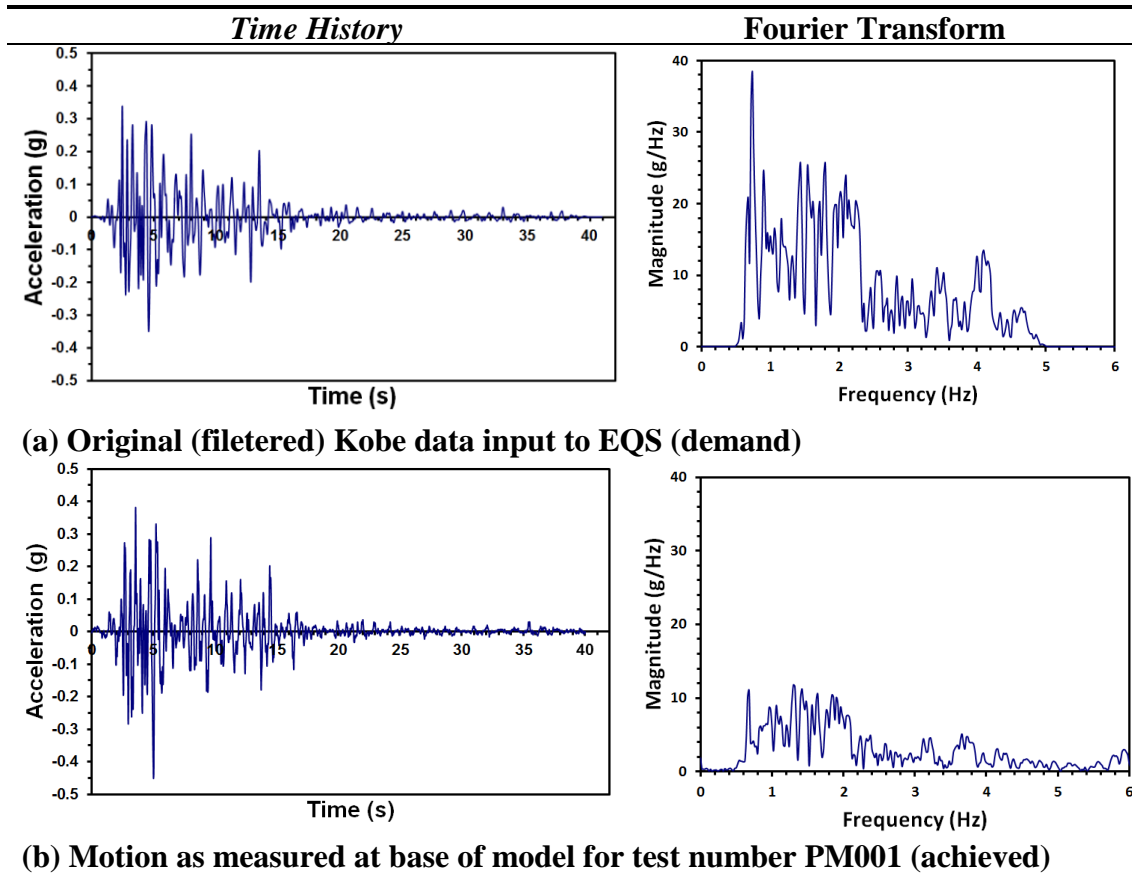 Time History
Fourier Transform
Acceleration (g)
0.5
0.4
0.3
0.2
0.1
0
-0.1
-0.2
-0.3
-0.4
-0.5
0 5 10 15 20 25 30 35 40
Time (s)
Magnitude (g/Hz)
40
30
20
10
0
0 1 2 3 4 5 6
Frequency (Hz)
(a) Original (filetered) Kobe data input to EQS (demand)
Acceleration (g)
0.5
0.4
0.3
0.2
0.1
0
-0.1
-0.2
-0.3
-0.4
-0.5
0 5 10 15 20 25 30 35 40
Time (s)
Magnitude (g/Hz)
40
30
20
10
0
0 1 2 3 4 5 6
Frequency (Hz)
(b) Motion as measured at base of model for test number PM001 (achieved)